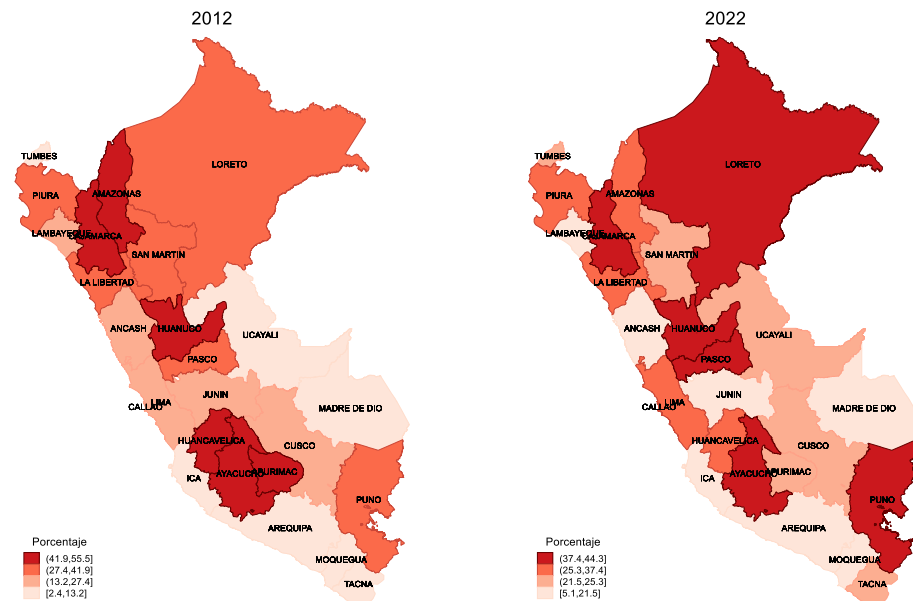 2012
TUMBES
PIURA
LAMBAYEQUE
CAJAMARCA
AMAZONAS
LORETO
SAN MARTIN
LA LIBERTAD
ANCASH
HUANUCO
UCAYALI
PASCO
LIMA
CALLAO
JUNIN
MADRE DE DIO
HUANCAVELICA
CUSCO
ICA
AYACUCHO
APURIMAC
PUNO
AREQUIPA
MOQUEGUA
TACNA
Porcentaje
(41.9,55.5]
(27.4,41.9]
(13.2,27.4]
[2.4,13.2]
2022
TUMBES
PIURA
LAMBAYEQUE
CAJAMARCA
AMAZONAS
LORETO
SAN MARTIN
LA LIBERTAD
ANCASH
HUANUCO
UCAYALI
PASCO
LIMA
CALLAO
JUNIN
MADRE DE DIO
HUANCAVELICA
CUSCO
ICA
AYACUCHO
APURIMAC
PUNO
AREQUIPA
MOQUEGUA
TACNA
Porcentaje
(37.4,44.3]
(25.3,37.4]
(21.5,25.3]
[5.1,21.5]